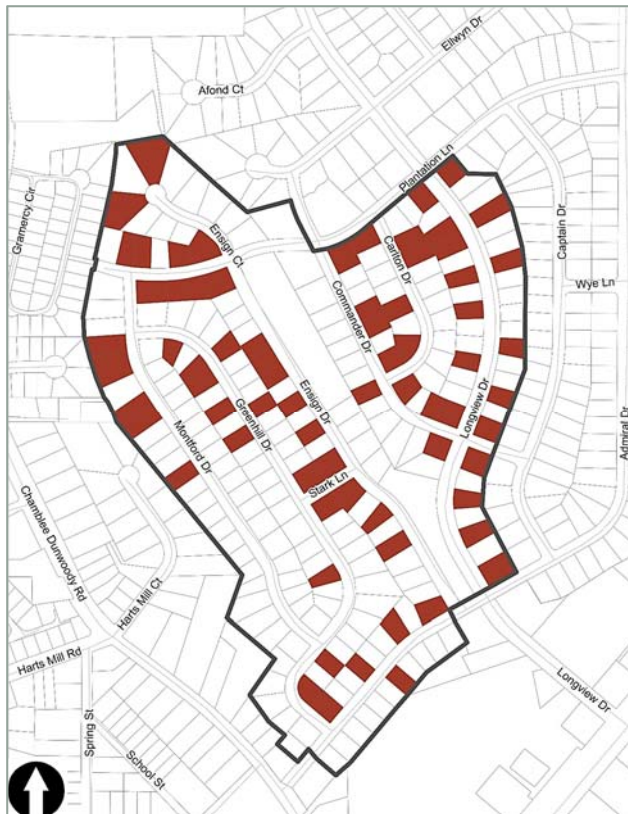 Ellwyn Dr
Afond Ct
Plantation Ln
Gramercy Cir
Ensign Ct
Carlton Dr
Captain Dr
Wye Ln
Commander Dr
Ensign Dr
Longview Dr
Greenhill Dr
Montford Dr
Admiral Dr
Stark Ln
Chamblee Dunwoody Rd
Harts Mill Ct
Harts Mill Rd
Spring St
School St
Longview Dr